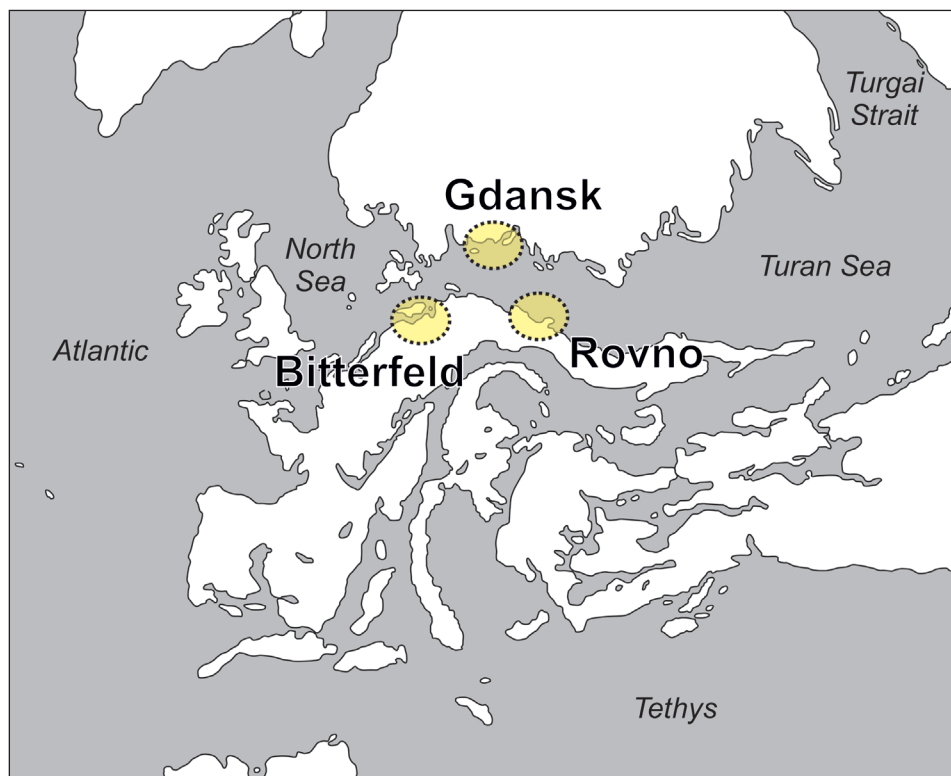 Turgai
Strait
Gdansk
North
Sea
Turan Sea
Atlantic
Bitterfeld
Rovno
Tethys